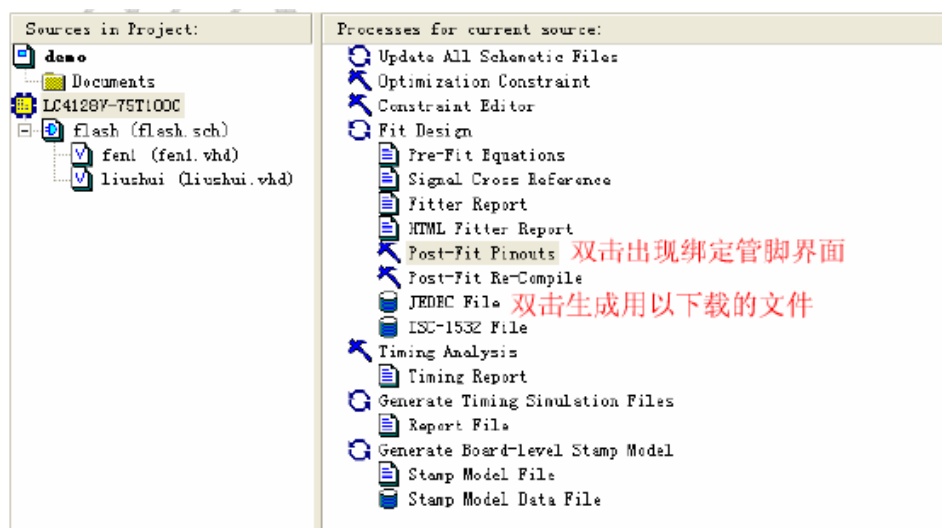 Sources in Project:
demo
Documents
LC4128V-75T100C
flash (flash.sch)
fen1 (fen1.vhd)
liushui (liushui.vhd)
Processes for current source:
Update All Schematic Files
Optimization Constraint
Constraint Editor
Fit Design
Pre-Fit Equations
Signal Cross Reference
Fitter Report
HTML Fitter Report
Post-Fit Pinouts 双击出现绑定管脚界面
Post-Fit Re-Compile
JEDEC File 双击生成用以下载的文件
ISC-1532 File
Timing Analysis
Timing Report
Generate Timing Simulation Files
Report File
Generate Board-Level Stamp Model
Stamp Model File
Stamp Model Data File